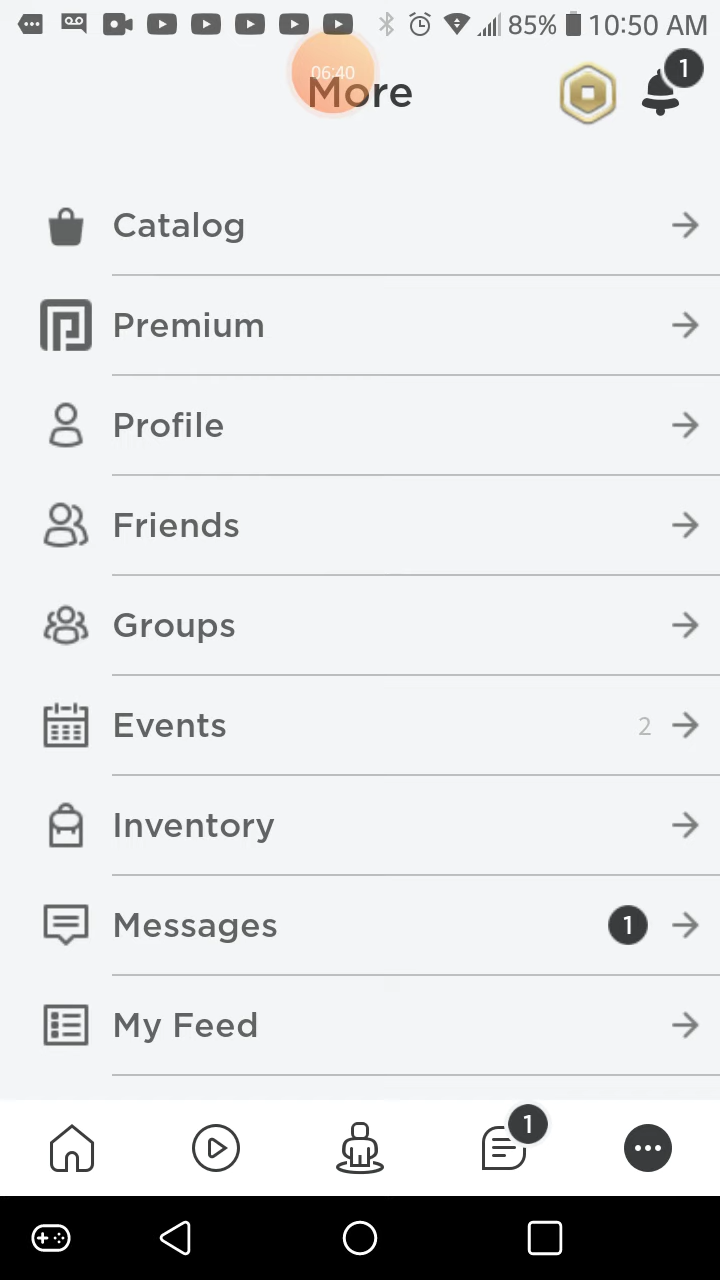 85% 10:50 AM
06:40
More
1
Catalog
Premium
Profile
Friends
Groups
Events 2
Inventory
Messages 1
My Feed
1